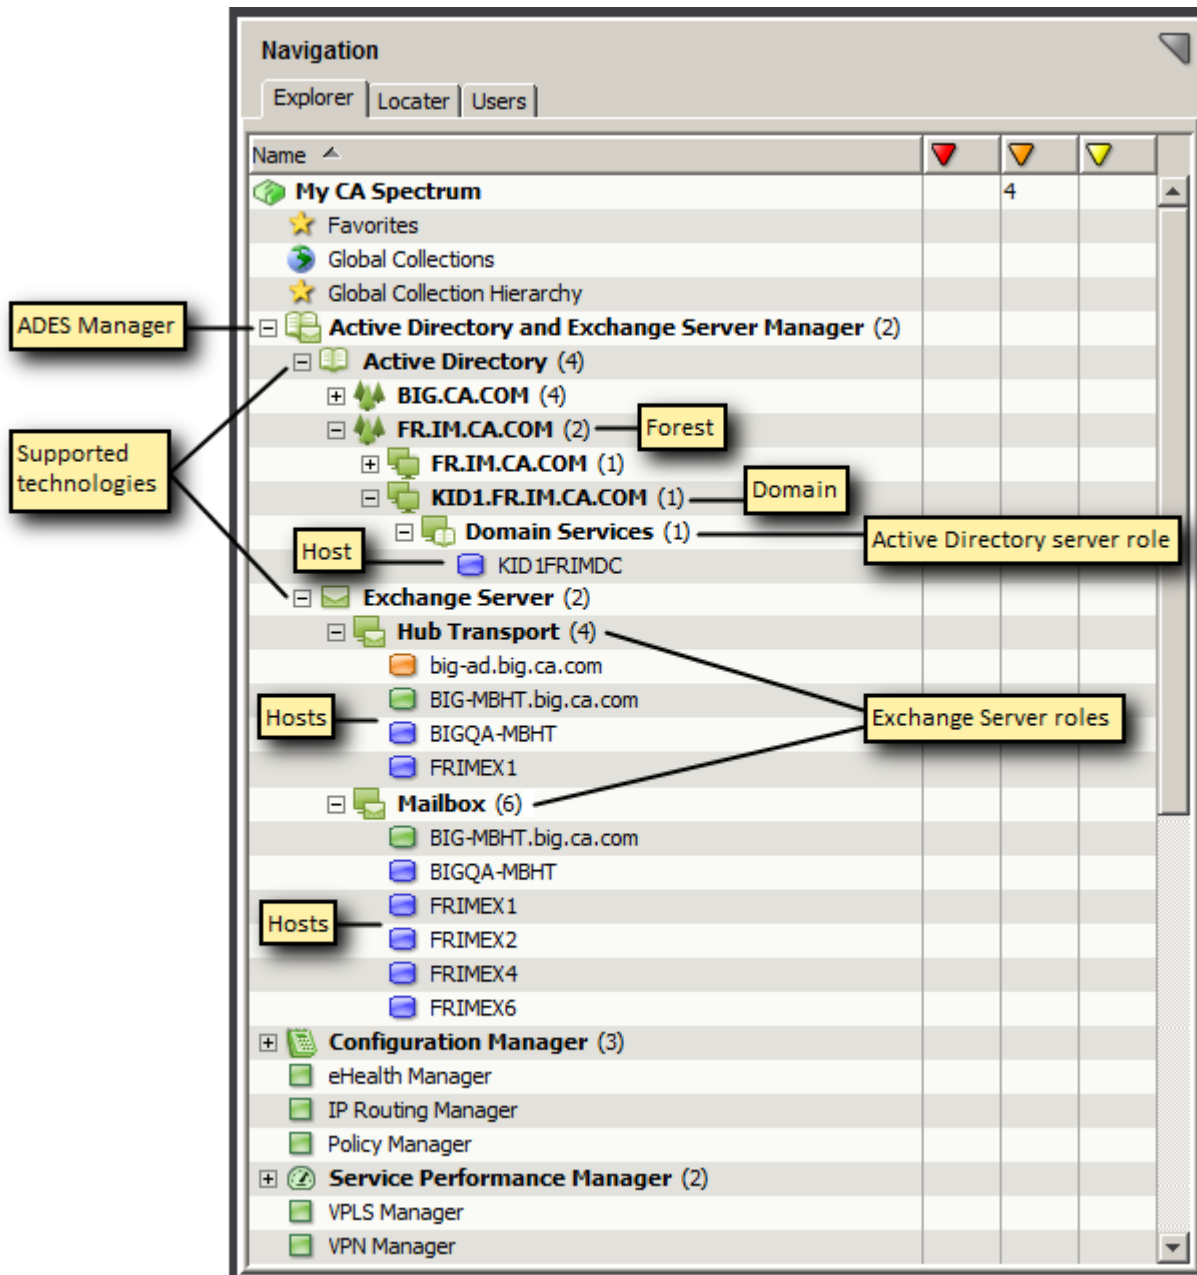 Navigation
Explorer Locater Users
Name
My CA Spectrum 4
Favorites
Global Collections
Global Collection Hierarchy
ADES Manager
Active Directory and Exchange Server Manager (2)
Active Directory (4)
BIG.CA.COM (4)
FR.IM.CA.COM (2) Forest
Supported
technologies
FR.IM.CA.COM (1)
KID1.FR.IM.CA.COM (1) Domain
Domain Services (1) Active Directory server role
Host KID1FRIMDC
Exchange Server (2)
Hub Transport (4)
big-ad.big.ca.com
BIG-MBHT.big.ca.com
Hosts Exchange Server roles
BIGQA-MBHT
FRIMEX1
Mailbox (6)
BIG-MBHT.big.ca.com
BIGQA-MBHT
FRIMEX1
Hosts
FRIMEX2
FRIMEX4
FRIMEX6
Configuration Manager (3)
eHealth Manager
IP Routing Manager
Policy Manager
Service Performance Manager (2)
VPLS Manager
VPN Manager